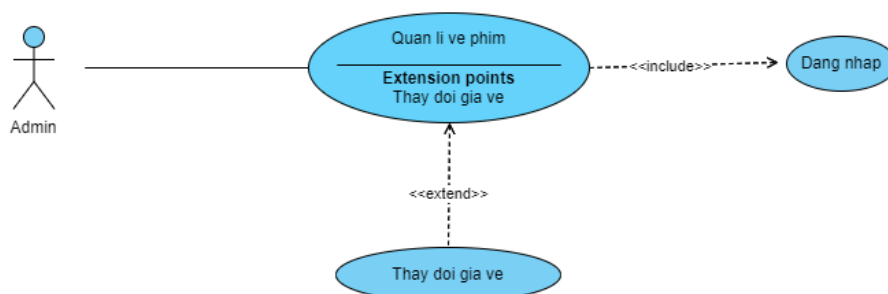 Quan li ve phim
Extension points
Thay doi gia ve
<<include>>
Dang nhap
Admin
<<extend>>
Thay doi gia ve